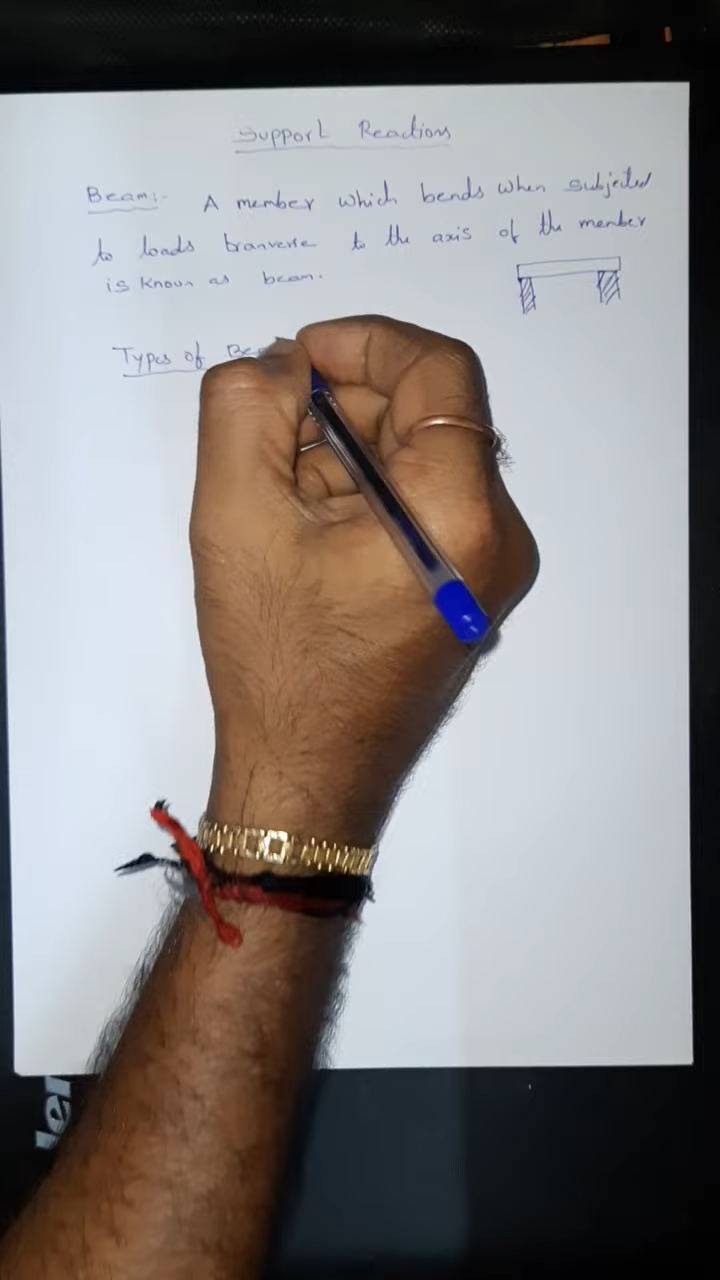 Support Reactions
Beam:- A member which bends when subjected
to loads tranverse to the axis of the member
is known as beam.
Types of